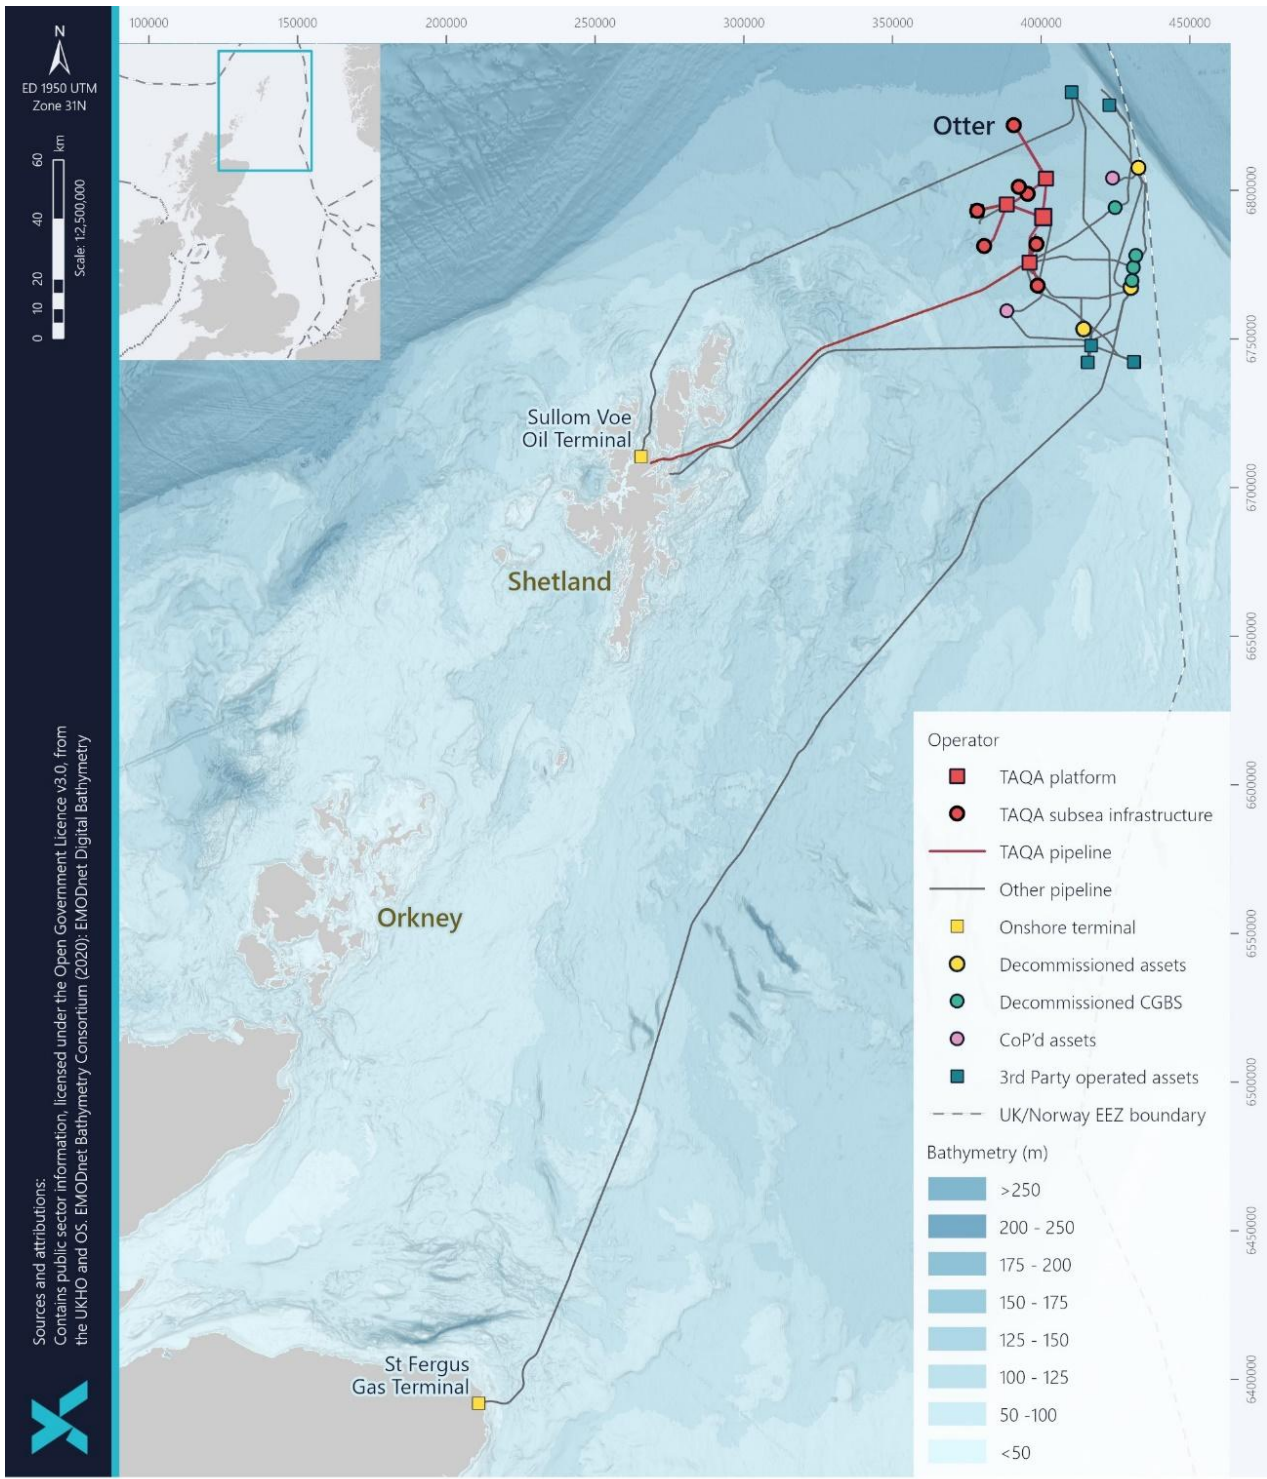 100000
150000
200000
250000
300000
350000
400000
450000
N
ED 1950 UTM
Zone 31N
60
40
20
10
0
km
Scale: 1:2,500,000
Otter
6800000
6750000
6700000
6650000
6600000
6550000
6500000
6450000
6400000
Sullom Voe
Oil Terminal
Shetland
Orkney
St Fergus
Gas Terminal
Operator
TAQA platform
TAQA subsea infrastructure
TAQA pipeline
Other pipeline
Onshore terminal
Decommissioned assets
Decommissioned CGBS
CoP'd assets
3rd Party operated assets
UK/Norway EEZ boundary
Bathymetry (m)
>250
200 - 250
175 - 200
150 - 175
125 - 150
100 - 125
50 -100
<50
Sources and attributions:
Contains public sector information, licensed under the Open Government Licence v3.0, from
the UKHO and OS. EMODnet Bathymetry Consortium (2020): EMODnet Digital Bathymetry